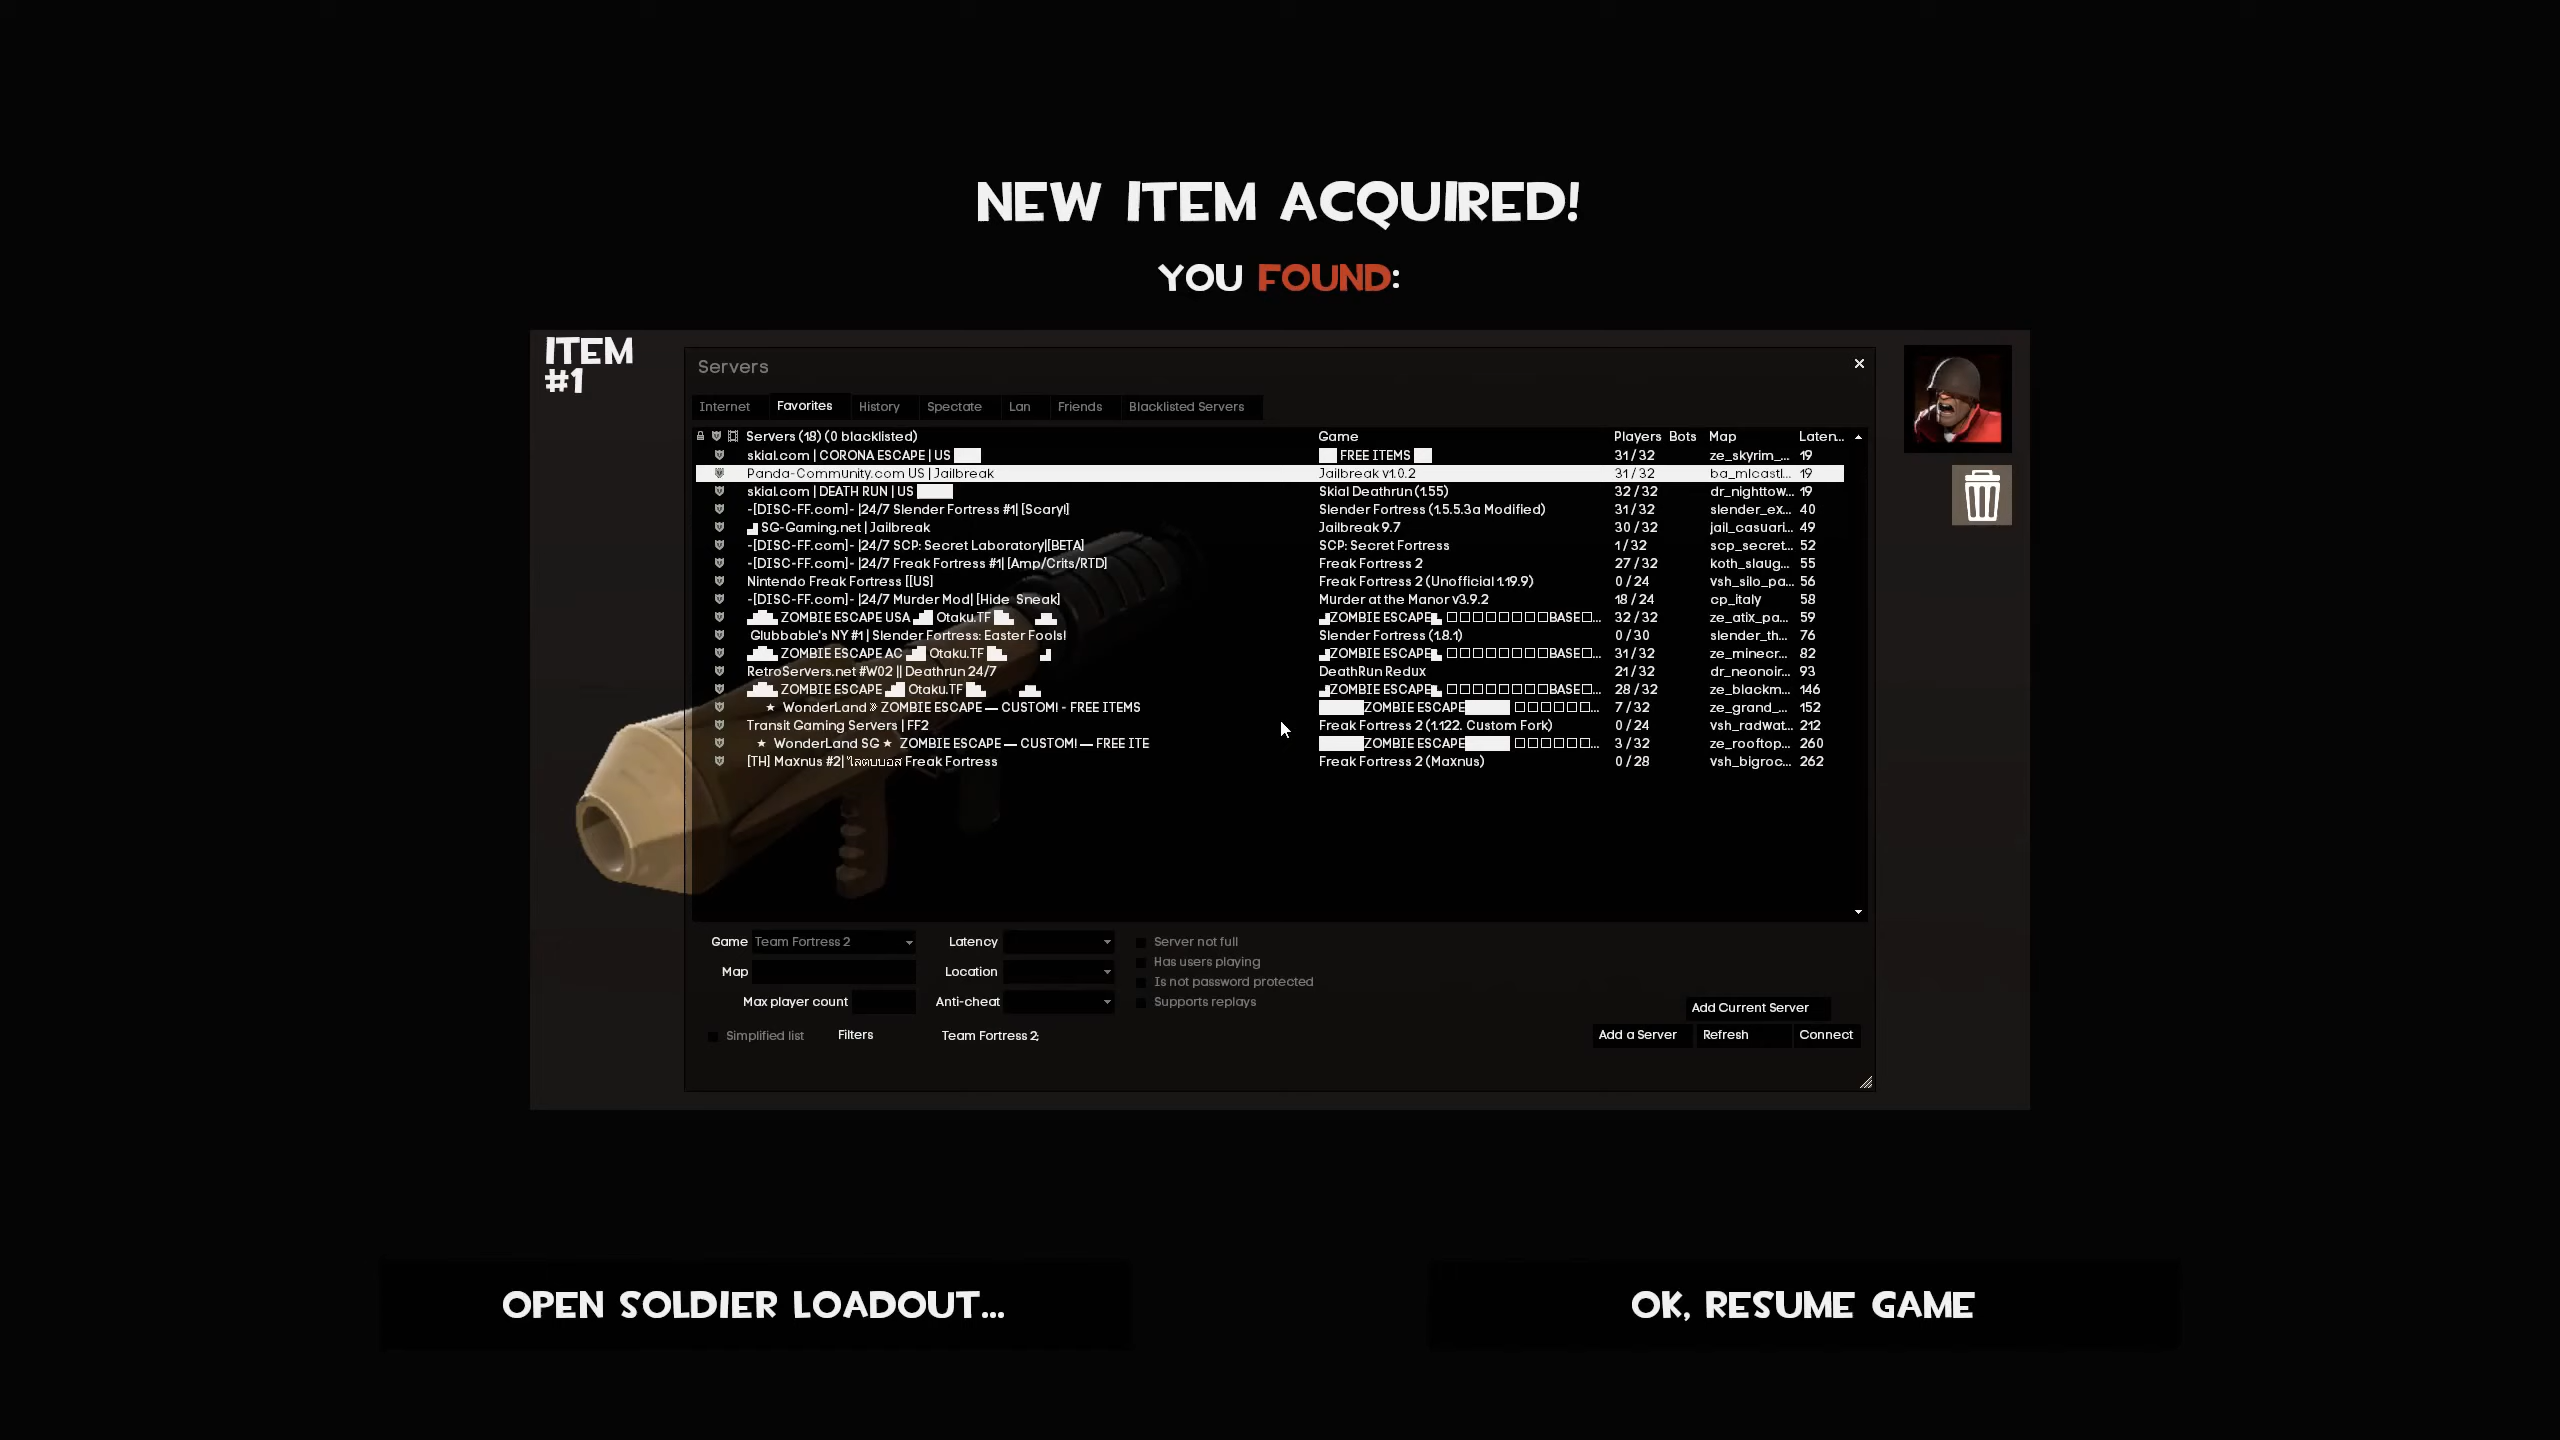 NEW ITEM ACQUIRED!
YOU FOUND:
ITEM
#1
Servers
Internet Favorites History Spectate Lan Friends Blacklisted Servers
Servers (18) (0 blacklisted) Game Players Bots Map Laten...
skial.com | CORONA ESCAPE | US ███ ██ FREE ITEMS ██ 31 / 32 ze_skyrim_... 19
Panda-Community.com US | Jailbreak Jailbreak v1.0.2 31 / 32 ba_mlcastl... 19
skial.com | DEATH RUN | US ████ Skial Deathrun (1.55) 32 / 32 dr_nighttow... 19
-[DISC-FF.com]- |24/7 Slender Fortress #1| [Scary!] Slender Fortress (1.5.5.3a Modified) 31 / 32 slender_ex... 40
▟ SG-Gaming.net | Jailbreak Jailbreak 9.7 30 / 32 jail_casuari... 49
-[DISC-FF.com]- |24/7 SCP: Secret Laboratory|[BETA] SCP: Secret Fortress 1 / 32 scp_secret... 52
-[DISC-FF.com]- |24/7 Freak Fortress #1| [Amp/Crits/RTD] Freak Fortress 2 27 / 32 koth_slaug... 55
Nintendo Freak Fortress [[US] Freak Fortress 2 (Unofficial 1.19.9) 0 / 24 vsh_silo_pa... 56
-[DISC-FF.com]- |24/7 Murder Mod| [Hide Sneak] Murder at the Manor v3.9.2 18 / 24 cp_italy 58
▟█▙ ZOMBIE ESCAPE USA ▟█ Otaku.TF █▙ ▟▙ ▟ZOMBIE ESCAPE▙ □□□□□□□□BASE□... 32 / 32 ze_atix_pa... 59
Glubbable's NY #1 | Slender Fortress: Easter Fools! Slender Fortress (1.8.1) 0 / 30 slender_th... 76
▟█▙ ZOMBIE ESCAPE AC ▟█ Otaku.TF █▙ ▟ ▟ZOMBIE ESCAPE▙ □□□□□□□□BASE□... 31 / 32 ze_minecr... 82
RetroServers.net #W02 || Deathrun 24/7 DeathRun Redux 21 / 32 dr_neonoir... 93
▟█▙ ZOMBIE ESCAPE ▟█ Otaku.TF █▙ ▟▙ ▟ZOMBIE ESCAPE▙ □□□□□□□□BASE□... 28 / 32 ze_blackm... 146
★ WonderLand » ZOMBIE ESCAPE — CUSTOM! - FREE ITEMS █████ZOMBIE ESCAPE█████ □□□□□□... 7 / 32 ze_grand_... 152
Transit Gaming Servers | FF2 Freak Fortress 2 (1.122. Custom Fork) 0 / 24 vsh_radwat... 212
★ WonderLand SG ★ ZOMBIE ESCAPE — CUSTOM! — FREE ITE █████ZOMBIE ESCAPE█████ □□□□□□... 3 / 32 ze_rooftop... 260
[TH] Maxnus #2| Freak Fortress Freak Fortress 2 (Maxnus) 0 / 28 vsh_bigroc... 262
Game Team Fortress 2 Latency Server not full
Has users playing
Map Location Is not password protected
Max player count Anti-cheat Supports replays
Add Current Server
Simplified list Filters Team Fortress 2; Add a Server Refresh Connect
OPEN SOLDIER LOADOUT... OK, RESUME GAME